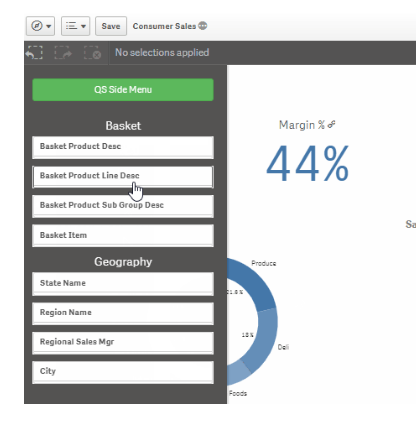 Save Consumer Sales
No selections applied
QS Side Menu
Basket
Basket Product Desc
Basket Product Line Desc
Basket Product Sub Group Desc
Basket Item
Geography
State Name
Region Name
Regional Sales Mgr
City
Margin %
44%
Sa
Produce
18%
Deli
Foods